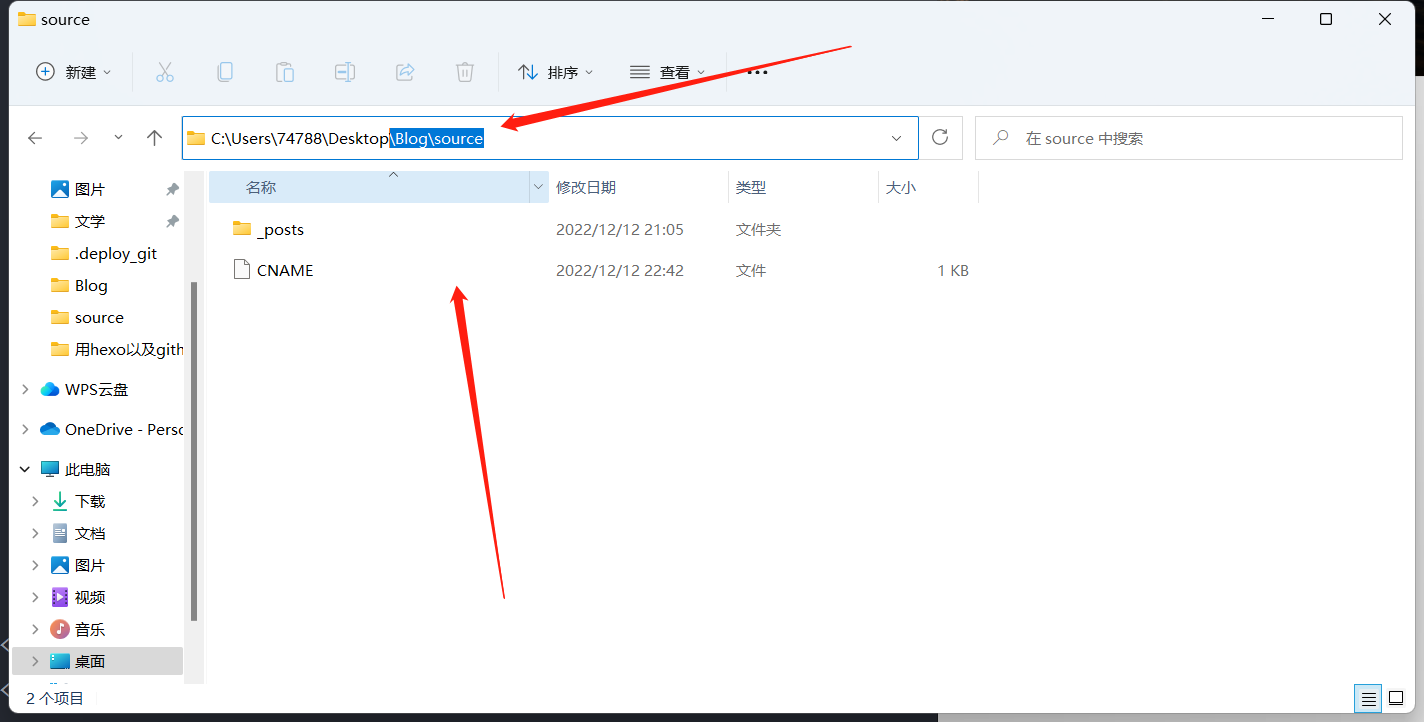 source
新建
排序
查看
C:\Users\74788\Desktop\Blog\source
在 source 中搜索
名称 修改日期 类型 大小
_posts 2022/12/12 21:05 文件夹
CNAME 2022/12/12 22:42 文件 1 KB
图片
文学
.deploy_git
Blog
source
用hexo以及gith
WPS云盘
OneDrive - Perso
此电脑
下载
文档
图片
视频
音乐
桌面
2 个项目